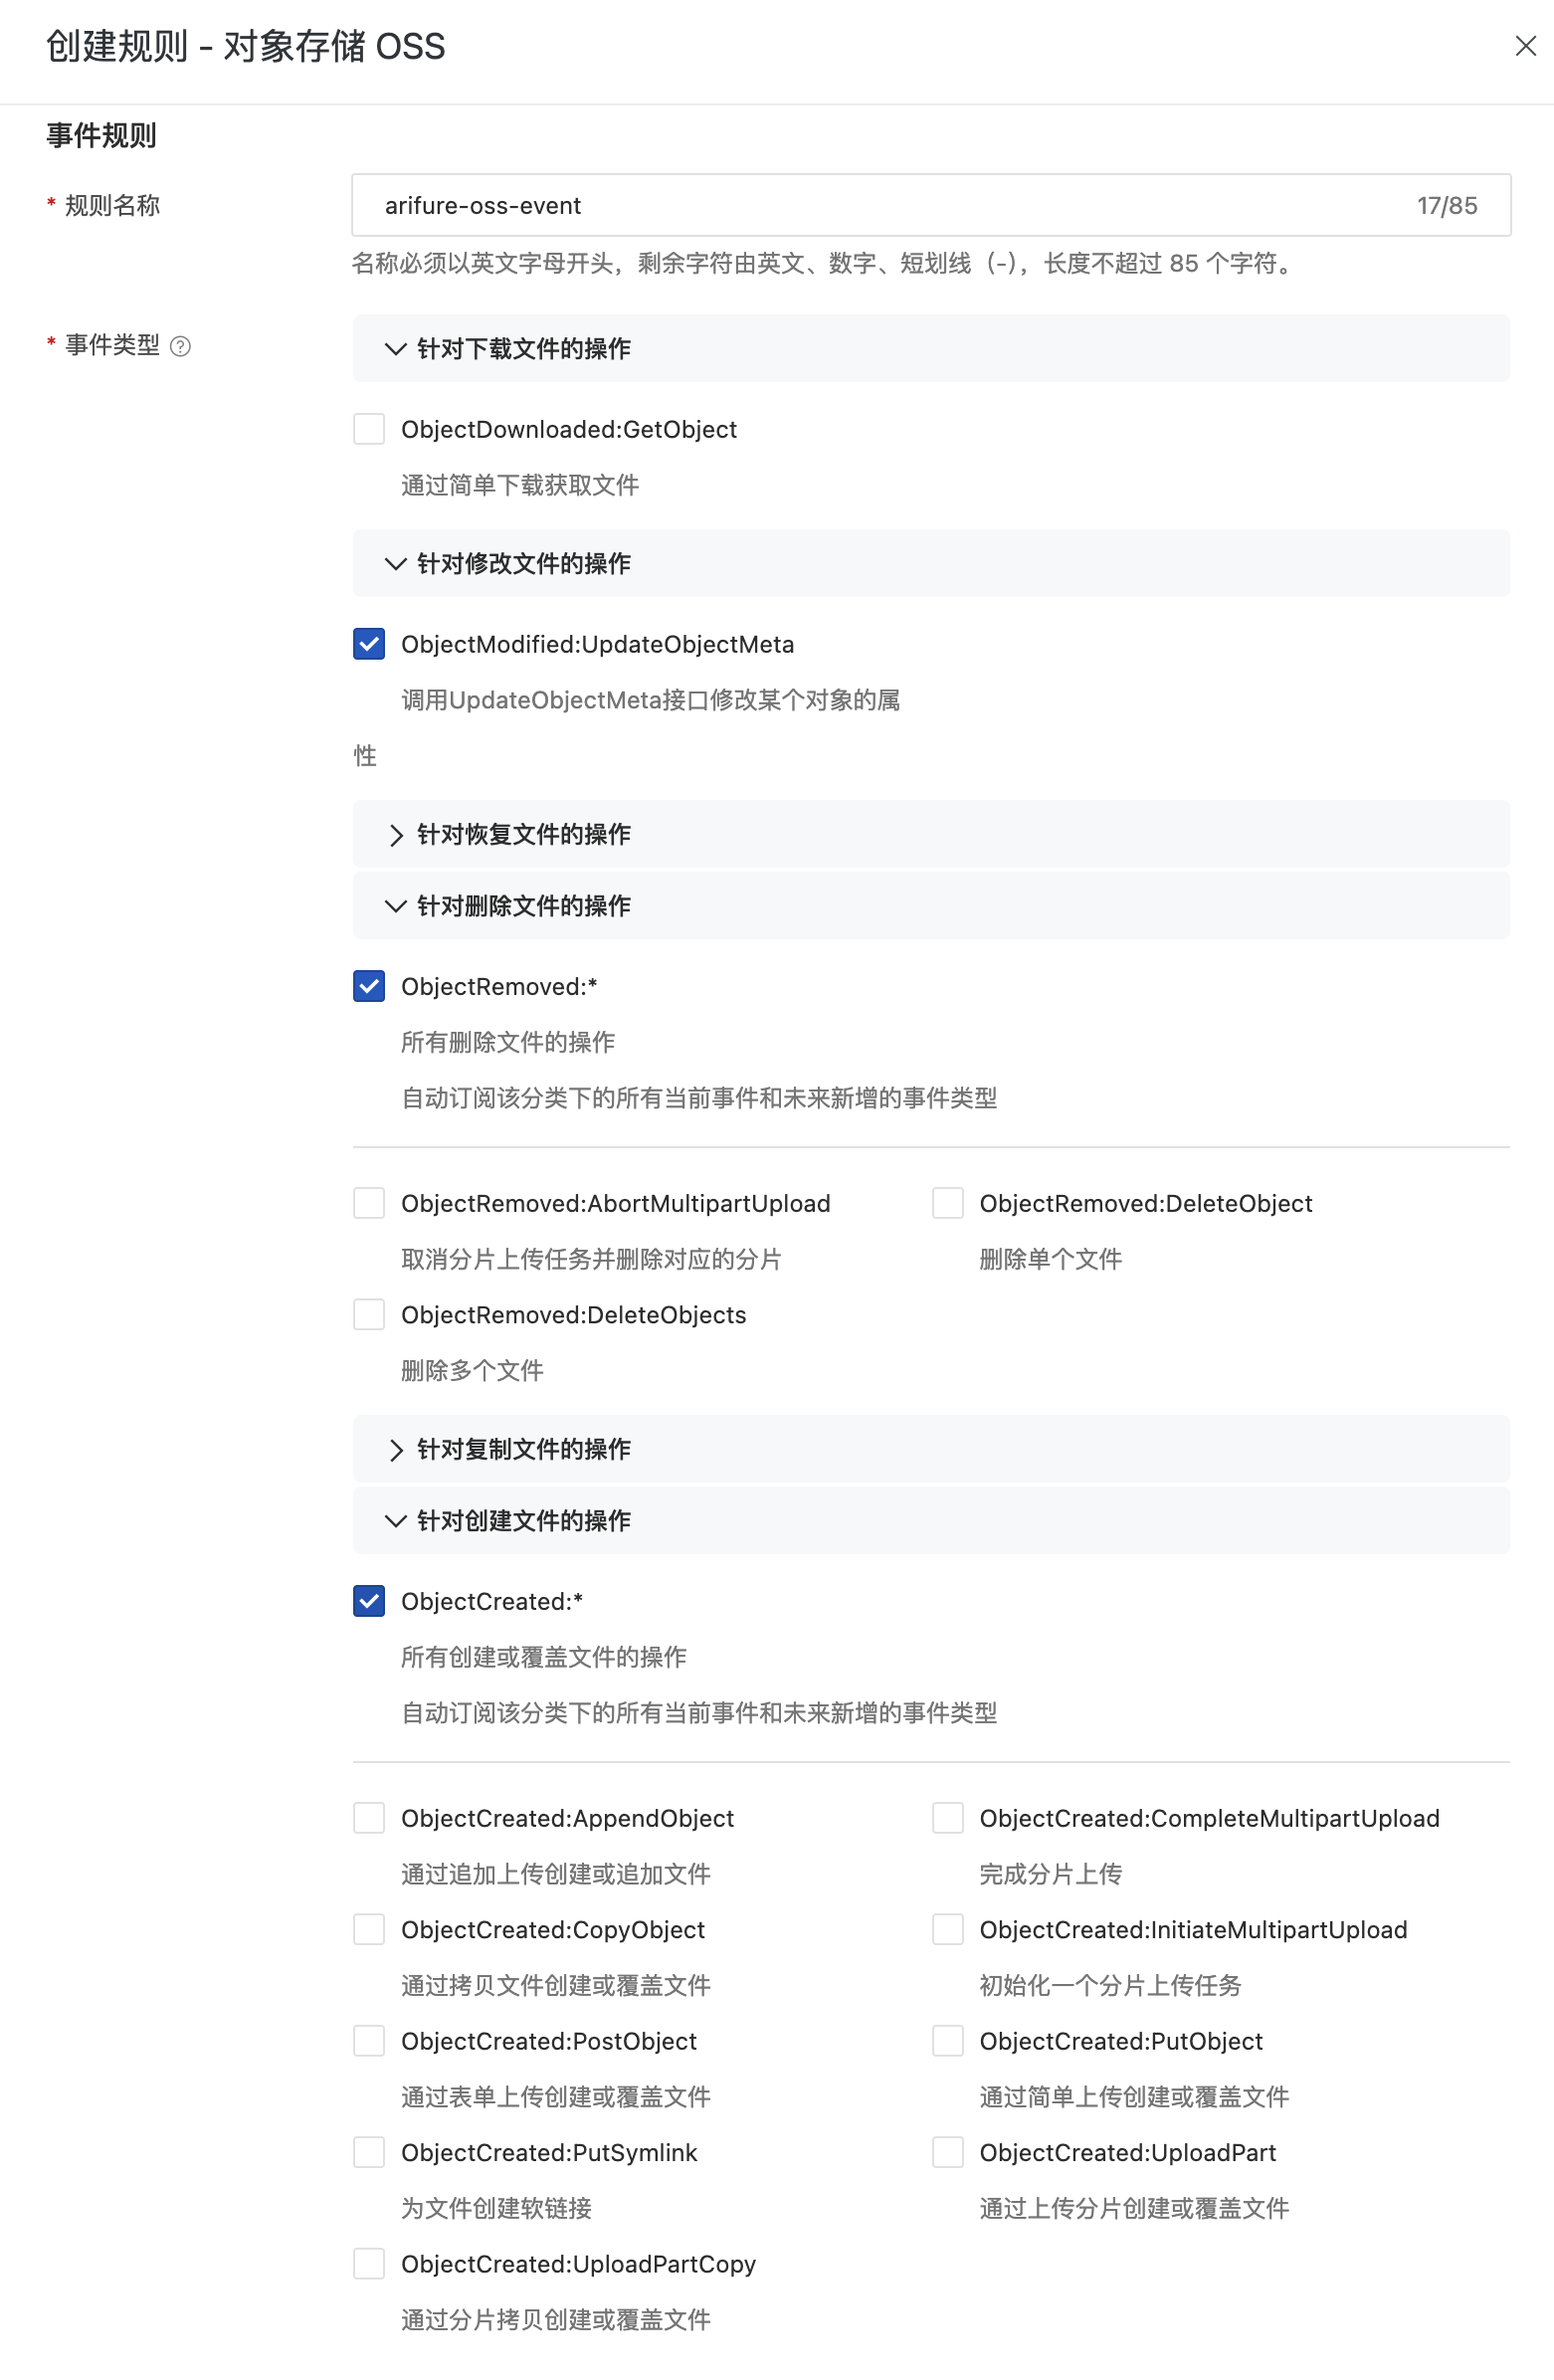 创建规则 - 对象存储 OSS
事件规则
* 规则名称
arifure-oss-event
17/85
名称必须以英文字母开头，剩余字符由英文、数字、短划线（-），长度不超过 85 个字符。
* 事件类型
针对下载文件的操作
ObjectDownloaded:GetObject
通过简单下载获取文件
针对修改文件的操作
ObjectModified:UpdateObjectMeta
调用UpdateObjectMeta接口修改某个对象的属
性
针对恢复文件的操作
针对删除文件的操作
ObjectRemoved:*
所有删除文件的操作
自动订阅该分类下的所有当前事件和未来新增的事件类型
ObjectRemoved:AbortMultipartUpload
取消分片上传任务并删除对应的分片
ObjectRemoved:DeleteObject
删除单个文件
ObjectRemoved:DeleteObjects
删除多个文件
针对复制文件的操作
针对创建文件的操作
ObjectCreated:*
所有创建或覆盖文件的操作
自动订阅该分类下的所有当前事件和未来新增的事件类型
ObjectCreated:AppendObject
通过追加上传创建或追加文件
ObjectCreated:CompleteMultipartUpload
完成分片上传
ObjectCreated:CopyObject
通过拷贝文件创建或覆盖文件
ObjectCreated:InitiateMultipartUpload
初始化一个分片上传任务
ObjectCreated:PostObject
通过表单上传创建或覆盖文件
ObjectCreated:PutObject
通过简单上传创建或覆盖文件
ObjectCreated:PutSymlink
为文件创建软链接
ObjectCreated:UploadPart
通过上传分片创建或覆盖文件
ObjectCreated:UploadPartCopy
通过分片拷贝创建或覆盖文件